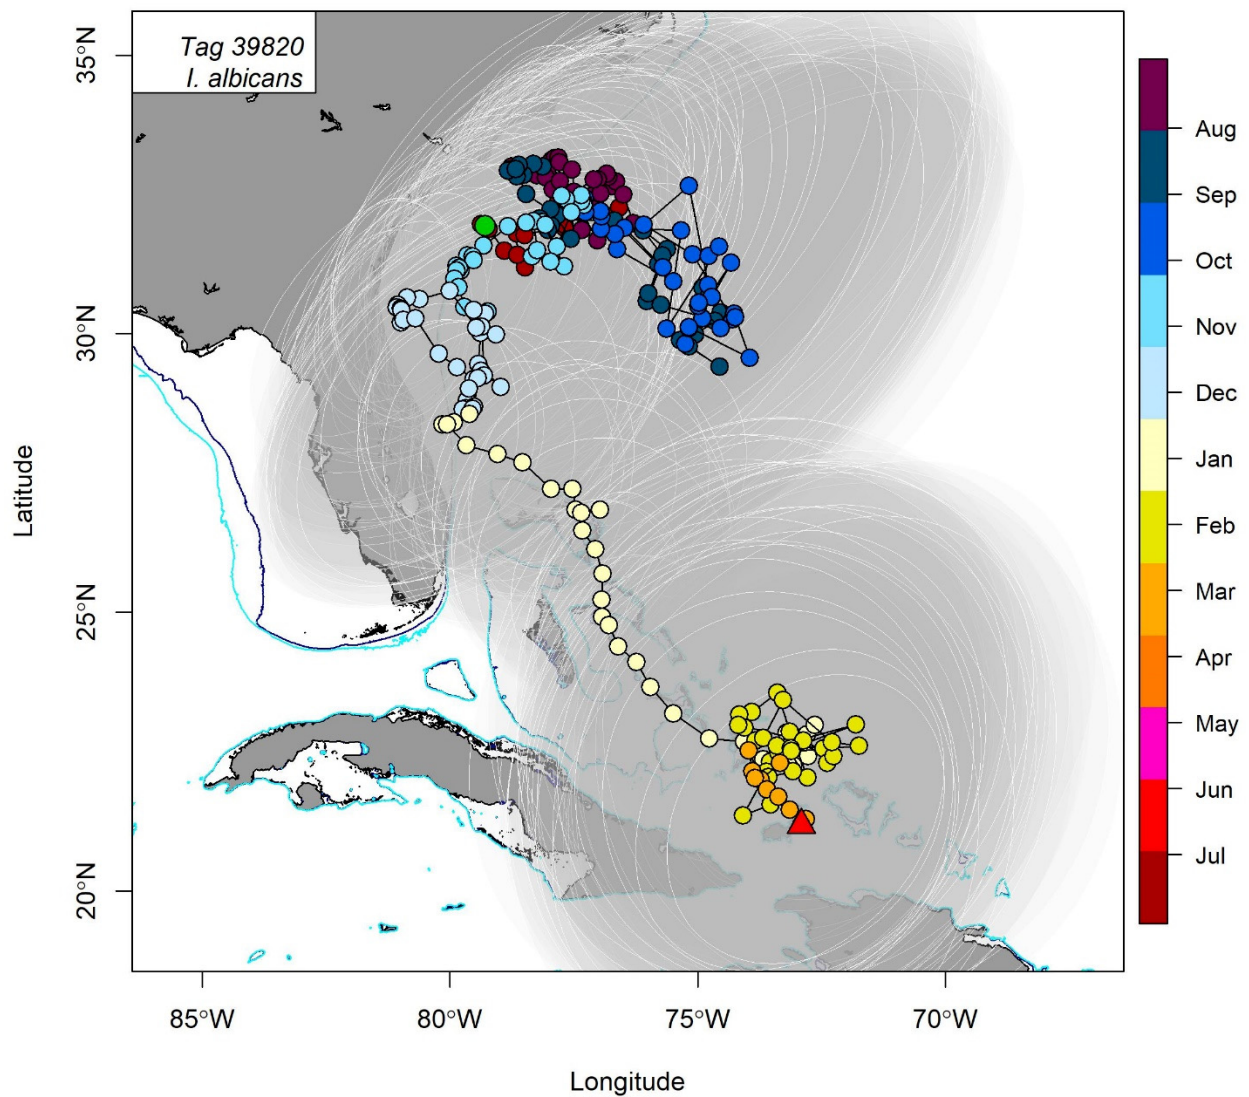 Tag 39820
I. albicans
35°N
30°N
25°N
20°N
Latitude
85°W
80°W
75°W
70°W
Longitude
Aug
Sep
Oct
Nov
Dec
Jan
Feb
Mar
Apr
May
Jun
Jul